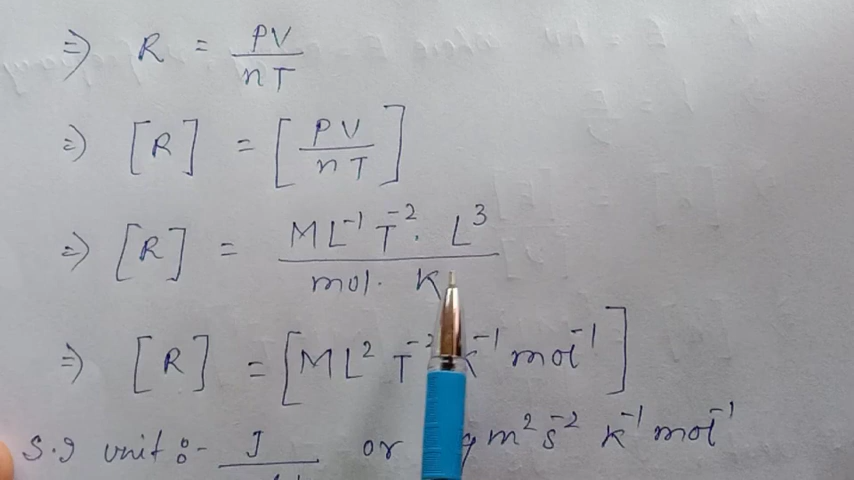 ⇒ R = PV / nT
⇒ [R] = [PV / nT]
⇒ [R] = ML⁻¹ T⁻². L³ / mol. K
⇒ [R] = [ML² T⁻² K⁻¹ mol⁻¹]
S.I unit :- J or m² s⁻² K⁻¹ mol⁻¹